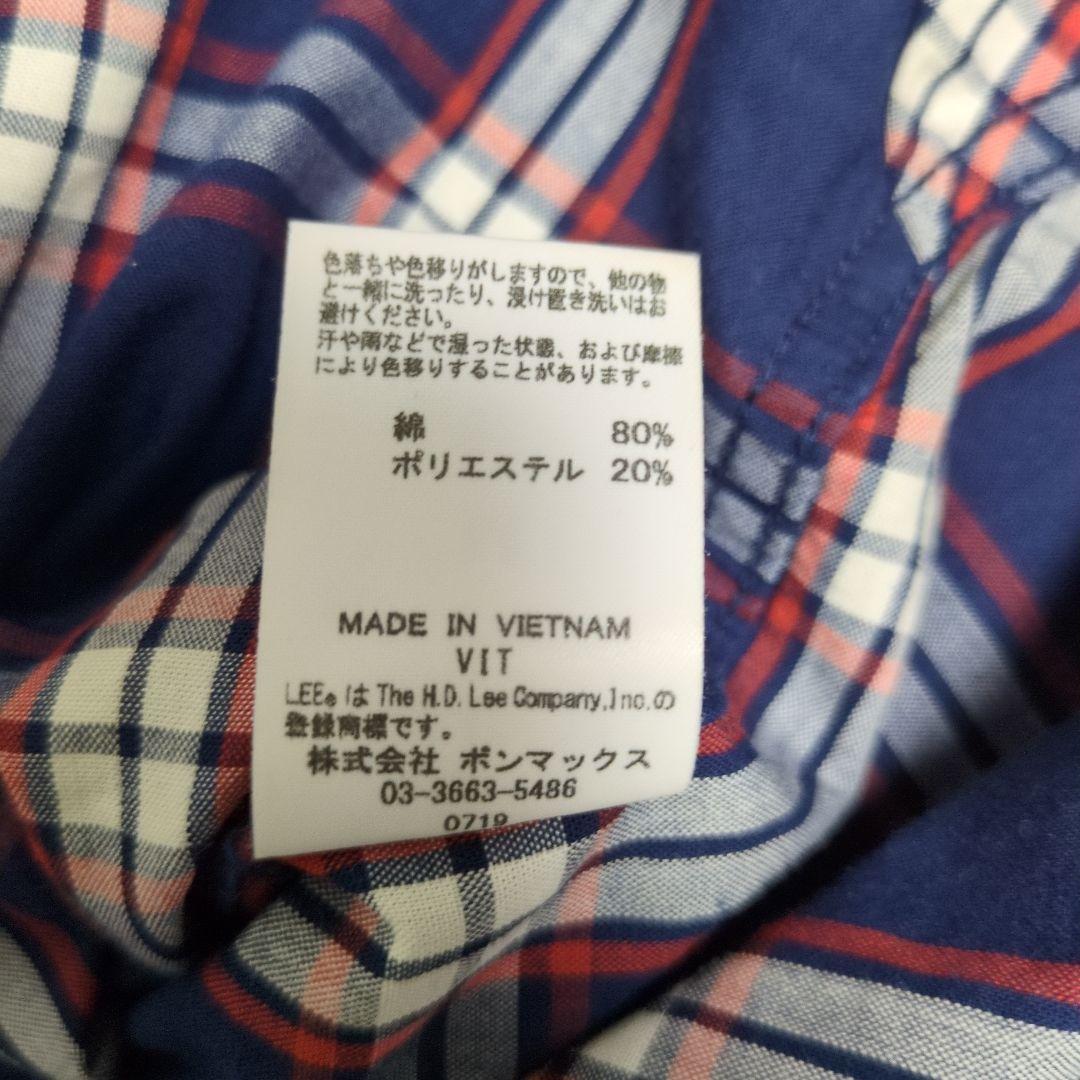 色落ちや色移りがしますので、他の物
と一緒に洗ったり、浸け置き洗いはお
避けください。
汗や雨などで湿った状態、および摩擦
により色移りすることがあります。
綿 80%
ポリエステル 20%
MADE IN VIETNAM
VIT
LEE® は The H.D. Lee Company,Inc.の
登録商標です。
株式会社 ボンマックス
03-3663-5486
0719